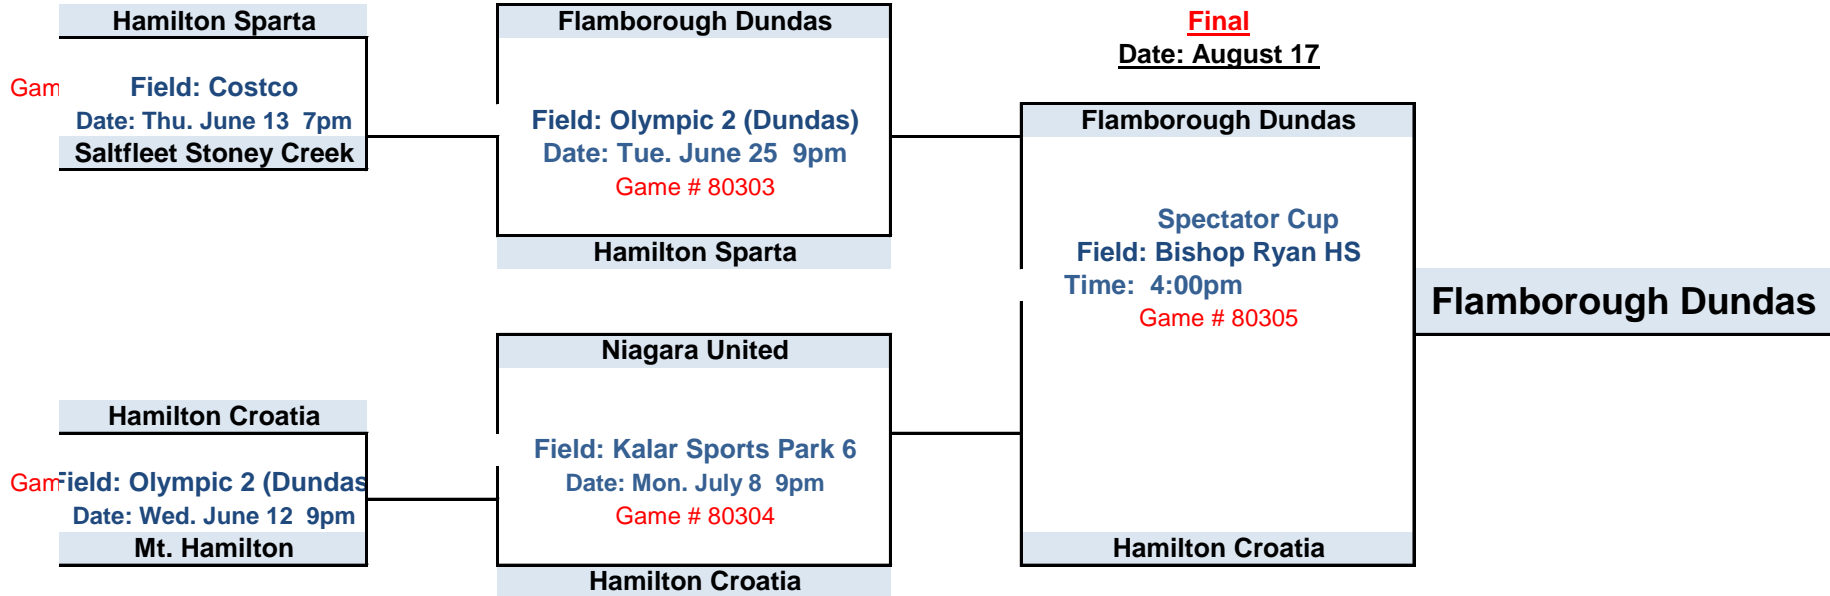 Hamilton Sparta
Gam
Field: Costco
Date: Thu. June 13 7pm
Saltfleet Stoney Creek
Hamilton Croatia
Gam
Field: Olympic 2 (Dundas
Date: Wed. June 12 9pm
Mt. Hamilton
Flamborough Dundas
Field: Olympic 2 (Dundas)
Date: Tue. June 25 9pm
Game # 80303
Hamilton Sparta
Niagara United
Field: Kalar Sports Park 6
Date: Mon. July 8 9pm
Game # 80304
Hamilton Croatia
Final
Date: August 17
Flamborough Dundas
Spectator Cup
Field: Bishop Ryan HS
Time: 4:00pm
Game # 80305
Hamilton Croatia
Flamborough Dundas